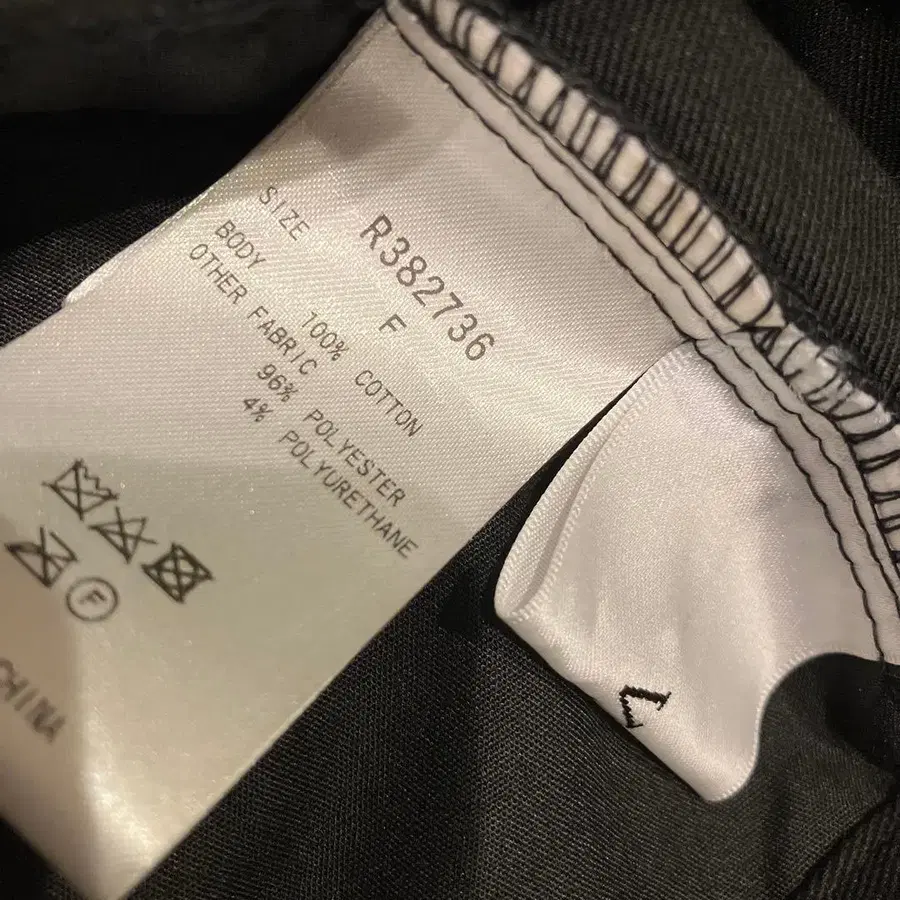 R382736
SIZE F
BODY
100% COTTON
OTHER FABRIC
96% POLYESTER
4% POLYURETHANE
F
CHINA